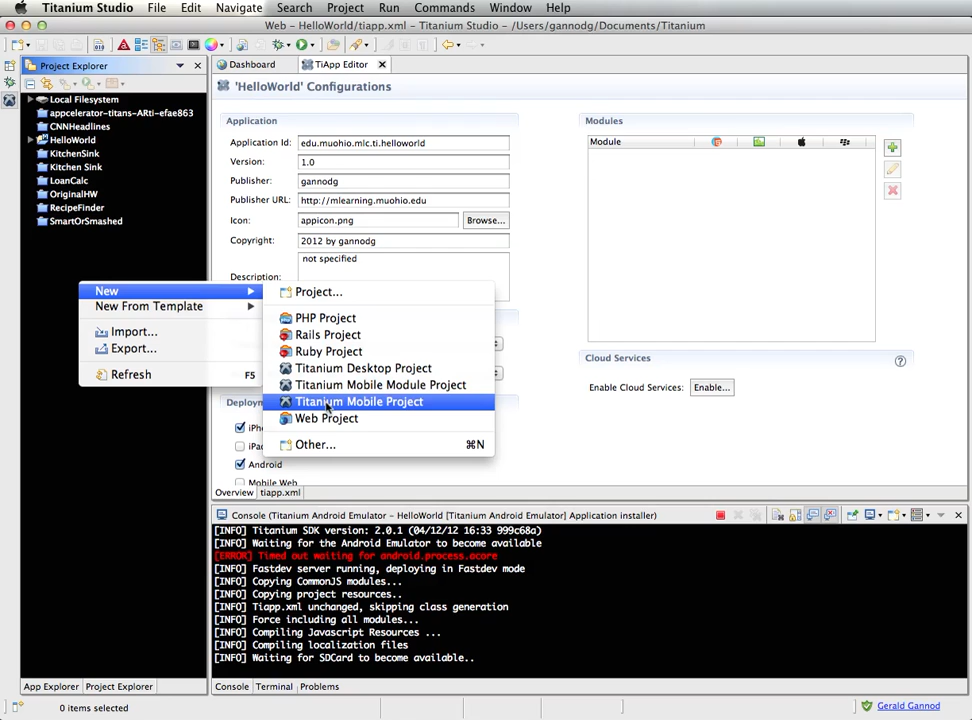 Titanium Studio File Edit Navigate Search Project Run Commands Window Help
Web - HelloWorld/tiapp.xml - Titanium Studio - /Users/gannodg/Documents/Titanium
Project Explorer
Local Filesystem
appcelerator-titans-ARti-efae863
CNNHeadlines
HelloWorld
KitchenSink
Kitchen Sink
LoanCalc
OriginalHW
RecipeFinder
SmartOrSmashed
Dashboard
TiApp Editor
'HelloWorld' Configurations
Application
Application Id: edu.muohio.mlc.ti.helloworld
Version: 1.0
Publisher: gannodg
Publisher URL: http://mlearning.muohio.edu
Icon: appicon.png Browse...
Copyright: 2012 by gannodg
Description: not specified
Modules
Module
Cloud Services
Enable Cloud Services: Enable...
New
New From Template
Import...
Export...
Refresh F5
Project...
PHP Project
Rails Project
Ruby Project
Titanium Desktop Project
Titanium Mobile Module Project
Titanium Mobile Project
Web Project
Other... ⌘N
Android
Mobile Web
Overview tiapp.xml
Console (Titanium Android Emulator - HelloWorld [Titanium Android Emulator] Application installer)
[INFO] Titanium SDK version: 2.0.1 (04/12/12 16:33 999c68a)
[INFO] Waiting for the Android Emulator to become available
[ERROR] Timed out waiting for android.process.acore
[INFO] Fastdev server running, deploying in Fastdev mode
[INFO] Copying CommonJS modules...
[INFO] Copying project resources..
[INFO] Tiapp.xml unchanged, skipping class generation
[INFO] Force including all modules...
[INFO] Compiling Javascript Resources ...
[INFO] Compiling localization files
[INFO] Waiting for SDCard to become available..
App Explorer Project Explorer
Console Terminal Problems
0 items selected
Gerald Gannod